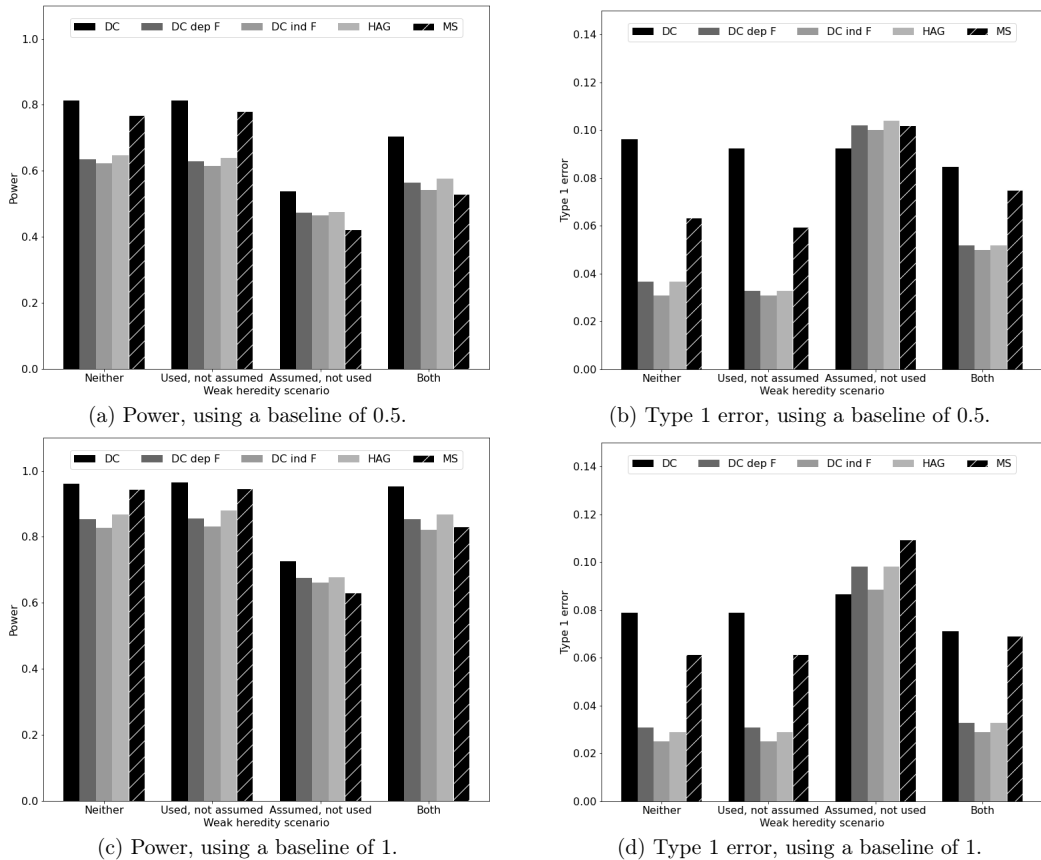 DC DC dep F DC ind F HAG MS
1.0
0.8
0.6
0.4
0.2
0.0
Power
Neither Used, not assumed Assumed, not used Both
Weak heredity scenario
(a) Power, using a baseline of 0.5.
DC DC dep F DC ind F HAG MS
0.14
0.12
0.10
0.08
0.06
0.04
0.02
0.00
Type 1 error
Neither Used, not assumed Assumed, not used Both
Weak heredity scenario
(b) Type 1 error, using a baseline of 0.5.
DC DC dep F DC ind F HAG MS
1.0
0.8
0.6
0.4
0.2
0.0
Power
Neither Used, not assumed Assumed, not used Both
Weak heredity scenario
(c) Power, using a baseline of 1.
DC DC dep F DC ind F HAG MS
0.14
0.12
0.10
0.08
0.06
0.04
0.02
0.00
Type 1 error
Neither Used, not assumed Assumed, not used Both
Weak heredity scenario
(d) Type 1 error, using a baseline of 1.